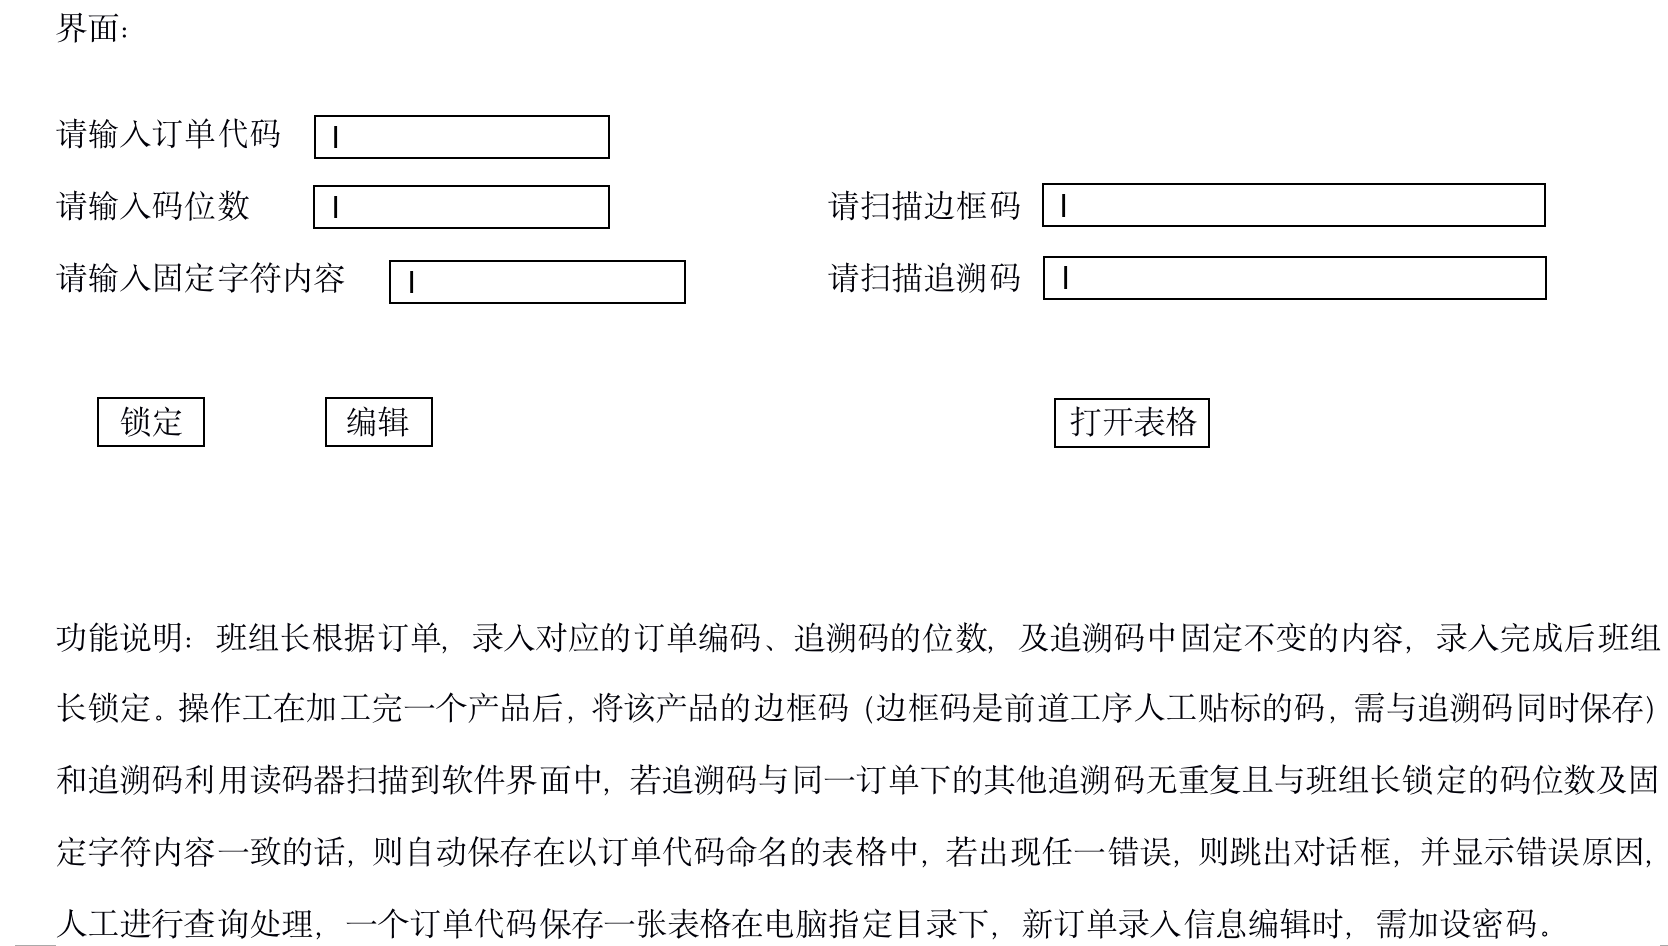 界面：
请输入订单代码
请输入码位数
请扫描边框码
请输入固定字符内容
请扫描追溯码
锁定
编辑
打开表格
功能说明：班组长根据订单，录入对应的订单编码、追溯码的位数，及追溯码中固定不变的内容，录入完成后班组
长锁定。操作工在加工完一个产品后，将该产品的边框码（边框码是前道工序人工贴标的码，需与追溯码同时保存）
和追溯码利用读码器扫描到软件界面中，若追溯码与同一订单下的其他追溯码无重复且与班组长锁定的码位数及固
定字符内容一致的话，则自动保存在以订单代码命名的表格中，若出现任一错误，则跳出对话框，并显示错误原因，
人工进行查询处理，一个订单代码保存一张表格在电脑指定目录下，新订单录入信息编辑时，需加设密码。